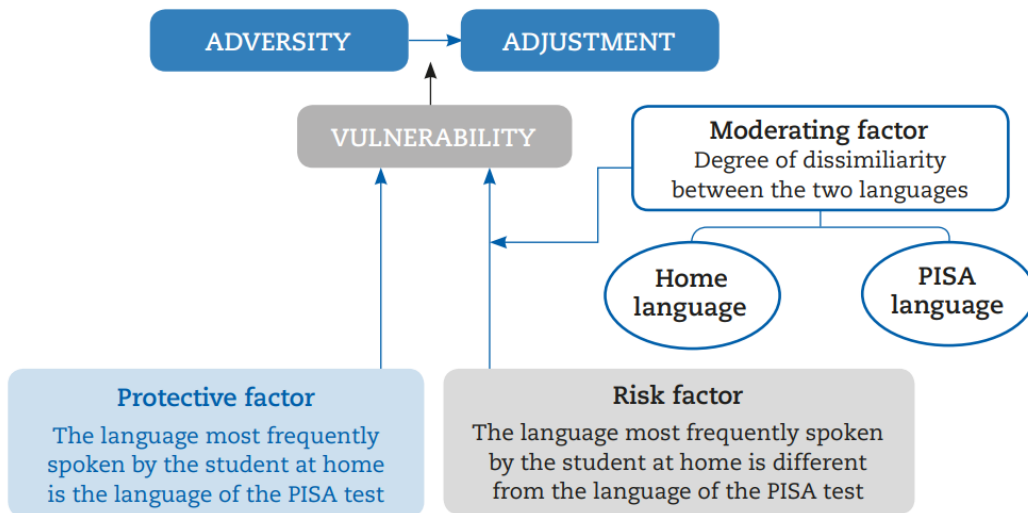 ADVERSITY
ADJUSTMENT
VULNERABILITY
Moderating factor
Degree of dissimiliarity
between the two languages
Home
language
PISA
language
Protective factor
The language most frequently
spoken by the student at home
is the language of the PISA test
Risk factor
The language most frequently spoken
by the student at home is different
from the language of the PISA test